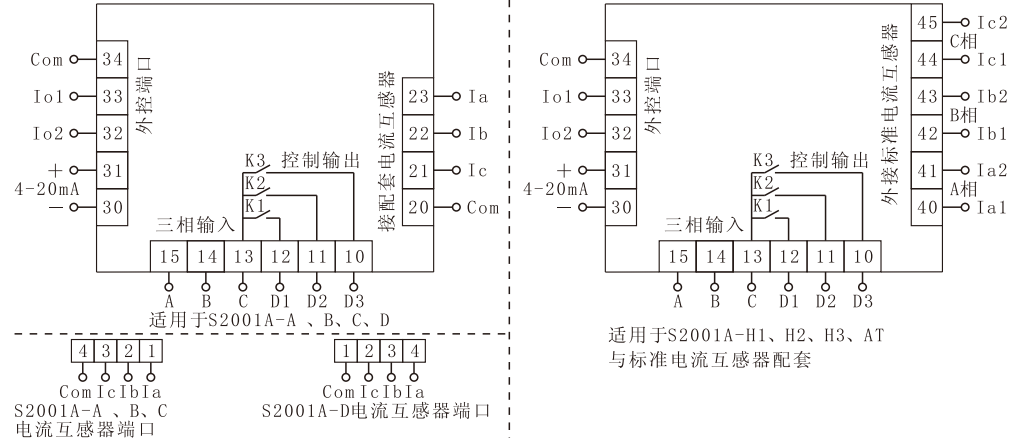 Com 34
Io1 33
Io2 32
+ 31
4-20mA
− 30
外控端口
接配套电流互感器
23 Ia
22 Ib
21 Ic
20 Com
K3 控制输出
K2
K1
三相输入
15 14 13 12 11 10
A B C D1 D2 D3
适用于S2001A-A 、B、C、D
4 3 2 1
Com Ic Ib Ia
S2001A-A 、B、C
电流互感器端口
1 2 3 4
Com Ic Ib Ia
S2001A-D电流互感器端口
Com 34
Io1 33
Io2 32
+ 31
4-20mA
− 30
外控端口
外接标准电流互感器
45 Ic2
C相
44 Ic1
43 Ib2
B相
42 Ib1
41 Ia2
A相
40 Ia1
K3 控制输出
K2
K1
三相输入
15 14 13 12 11 10
A B C D1 D2 D3
适用于S2001A-H1、H2、H3、AT
与标准电流互感器配套